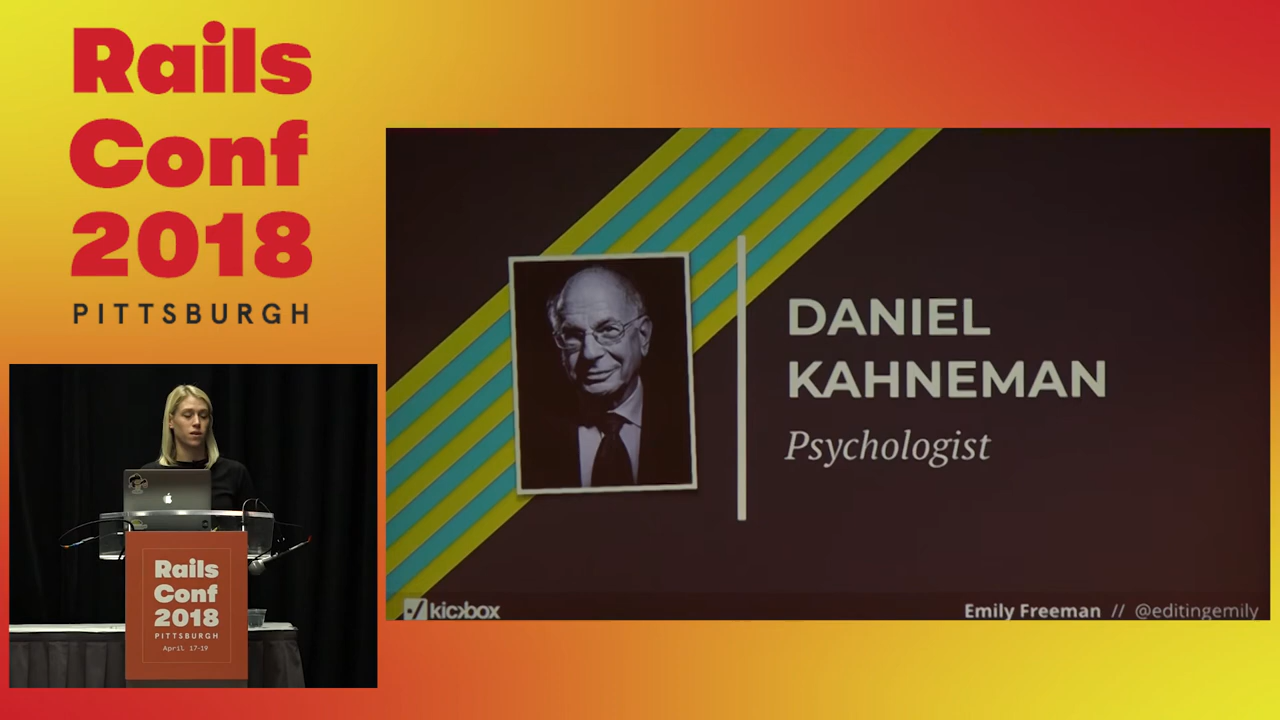 Rails
Conf
2018
PITTSBURGH
DANIEL
KAHNEMAN
Psychologist
kickbox
Emily Freeman // @editingemily
Rails
Conf
2018
PITTSBURGH
April 17-19